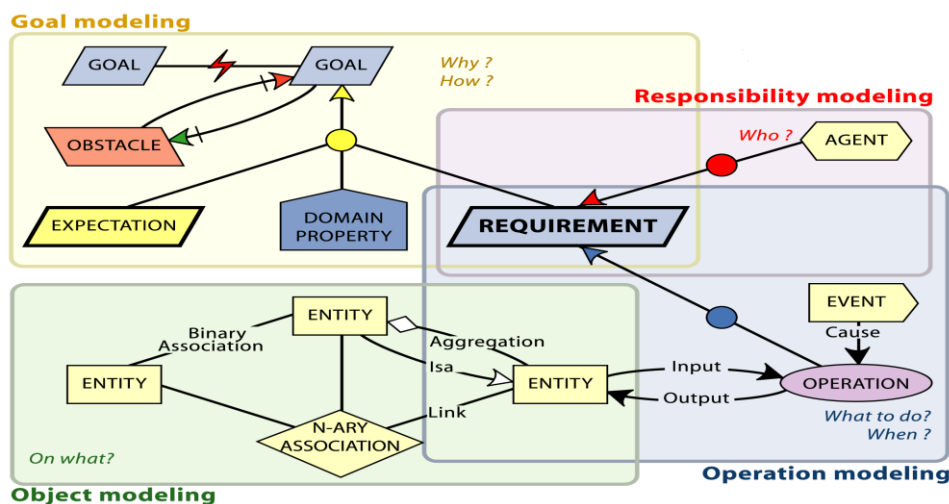 Goal modeling
GOAL
GOAL
Why ?
How ?
Responsibility modeling
Who ?
AGENT
OBSTACLE
EXPECTATION
DOMAIN
PROPERTY
REQUIREMENT
EVENT
Cause
ENTITY
Binary
Association
Aggregation
Isa
ENTITY
ENTITY
Input
Output
OPERATION
Link
N-ARY
ASSOCIATION
What to do?
When ?
On what?
Operation modeling
Object modeling